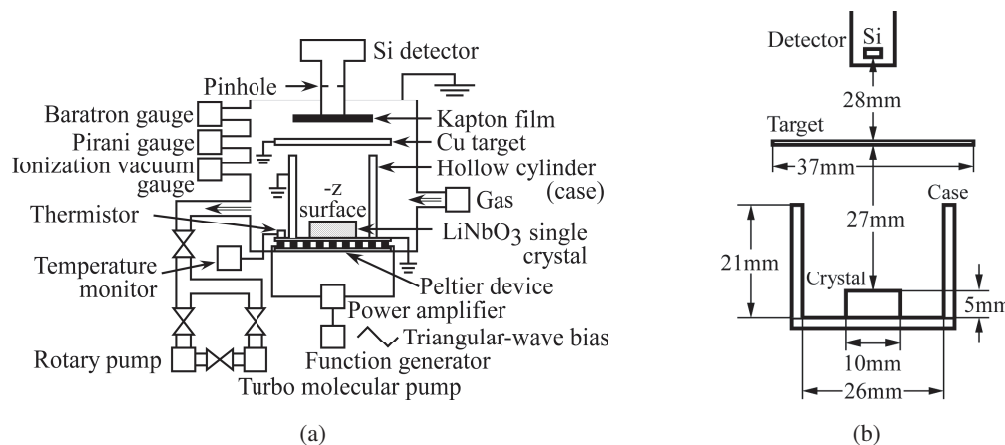 Si detector
Pinhole
Baratron gauge
Pirani gauge
Ionization vacuum
gauge
Thermistor
Temperature
monitor
Rotary pump
Kapton film
Cu target
Hollow cylinder
(case)
-z
surface
Gas
LiNbO3 single
crystal
Peltier device
Power amplifier
Triangular-wave bias
Function generator
Turbo molecular pump
(a)
Detector
Si
28mm
Target
37mm
Case
27mm
21mm
Crystal
5mm
10mm
26mm
(b)